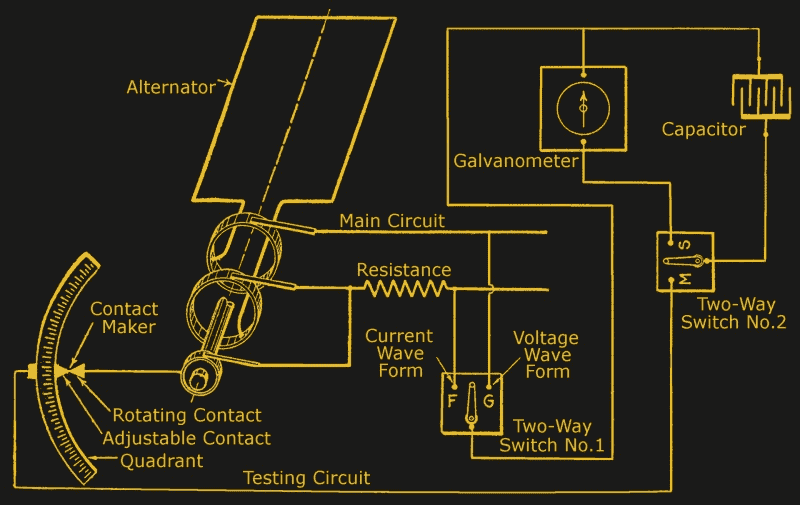 Alternator
Galvanometer
Capacitor
Main Circuit
S
M
Resistance
Two-Way
Switch No.2
Contact
Maker
Current
Wave
Form
Voltage
Wave
Form
F
G
Rotating Contact
Adjustable Contact
Quadrant
Two-Way
Switch No.1
Testing Circuit